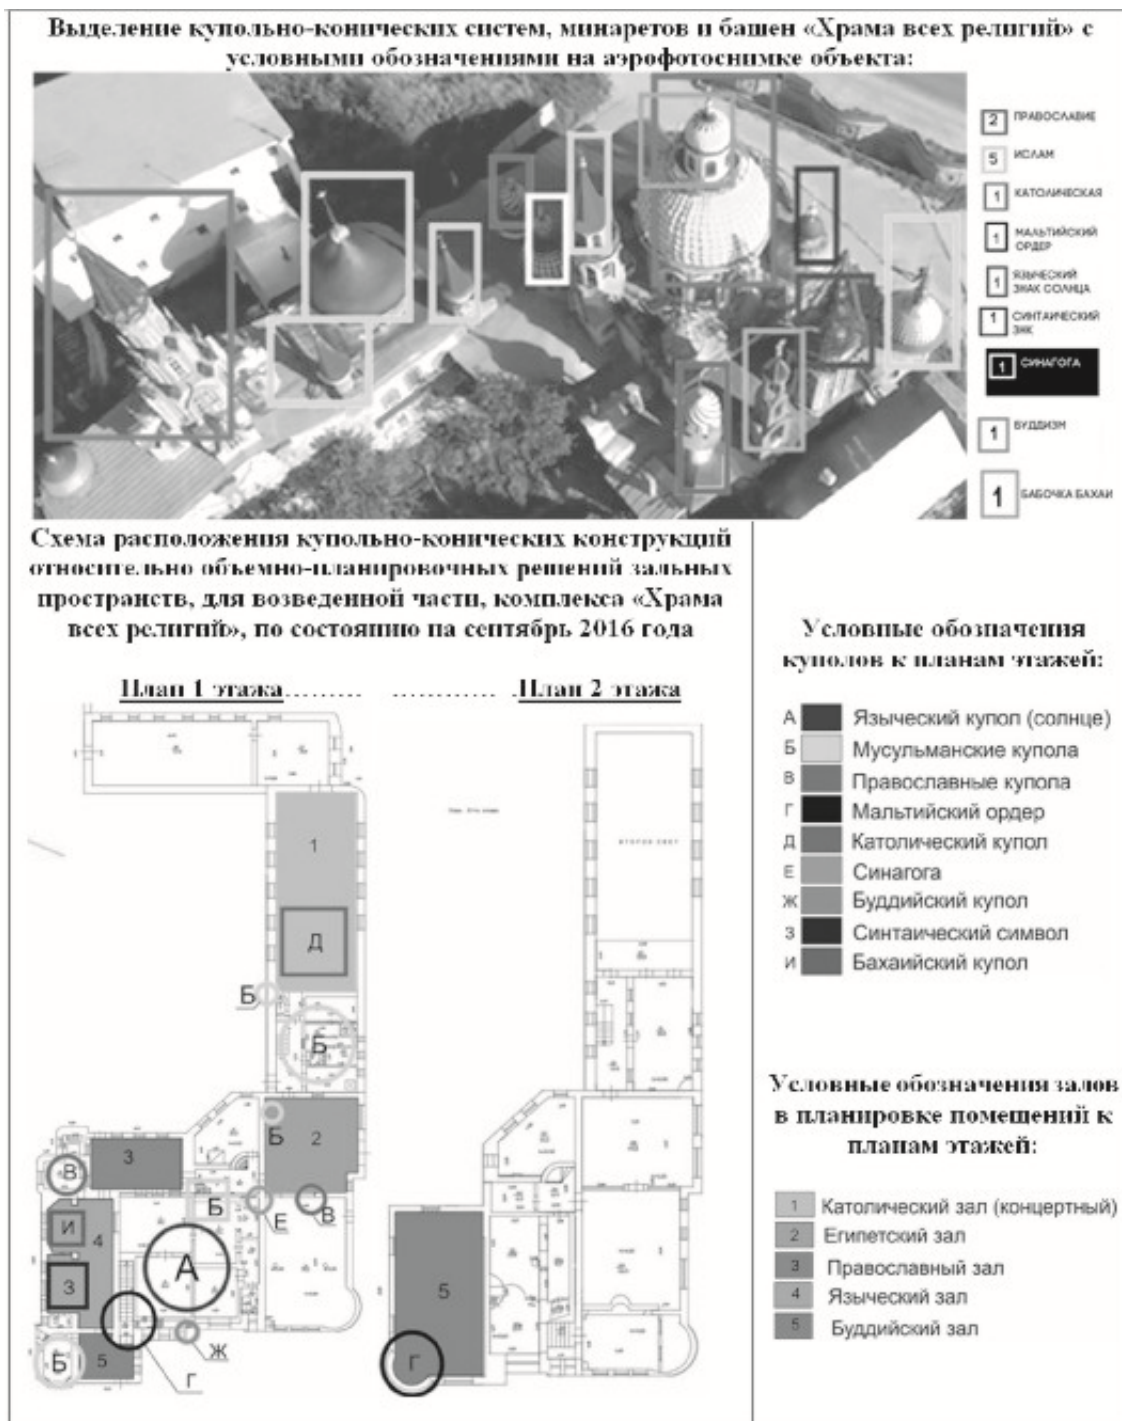 Выделение купольно-конических систем, минаретов и башен «Храма всех религий» с
условными обозначениями на аэрофотоснимке объекта:
2 ПРАВОСЛАВИЕ
5 ИСЛАМ
1 КАТОЛИЧЕСКАЯ
1 МАЛЬТИЙСКИЙ
ОРДЕР
1 ЯЗЫЧЕСКИЙ
ЗНАК СОЛНЦА
1 СИНТАИЧЕСКИЙ
ЗНК
1 СИНАГОГА
1 БУДДИЗМ
1 БАБОЧКА БАХАИ
Схема расположения купольно-конических конструкций
относительно объемно-планировочных решений зальных
пространств, для возведенной части, комплекса «Храма
всех религий», по состоянию на сентябрь 2016 года
План 1 этажа
План 2 этажа
1
Д
Б
Б
Б
2
3
В
Б
Е
В
И
4
А
З
Г
Ж
Б
5
ВТОРОЙ СВЕТ
5
Г
Условные обозначения
куполов к планам этажей:
А Языческий купол (солнце)
Б Мусульманские купола
В Православные купола
Г Мальтийский ордер
Д Католический купол
Е Синагога
Ж Буддийский купол
З Синтаический символ
И Бахаийский купол
Условные обозначения залов
в планировке помещений к
планам этажей:
1 Католический зал (концертный)
2 Египетский зал
3 Православный зал
4 Языческий зал
5 Буддийский зал